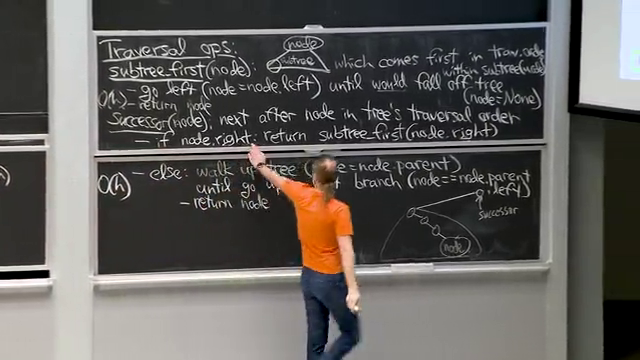 Traversal ops:
node
subtree
subtree_first(node): which comes first in trav. order
within subtree(node)
- go left (node = node.left) until would fall off tree
(node = None)
O(h) - return node
successor(node): next after node in tree's traversal order
- if node.right: return subtree_first(node.right)
- else: walk up tree (node = node.parent)
O(h) until go up branch (node == node.parent
.left)
- return node
successor
node